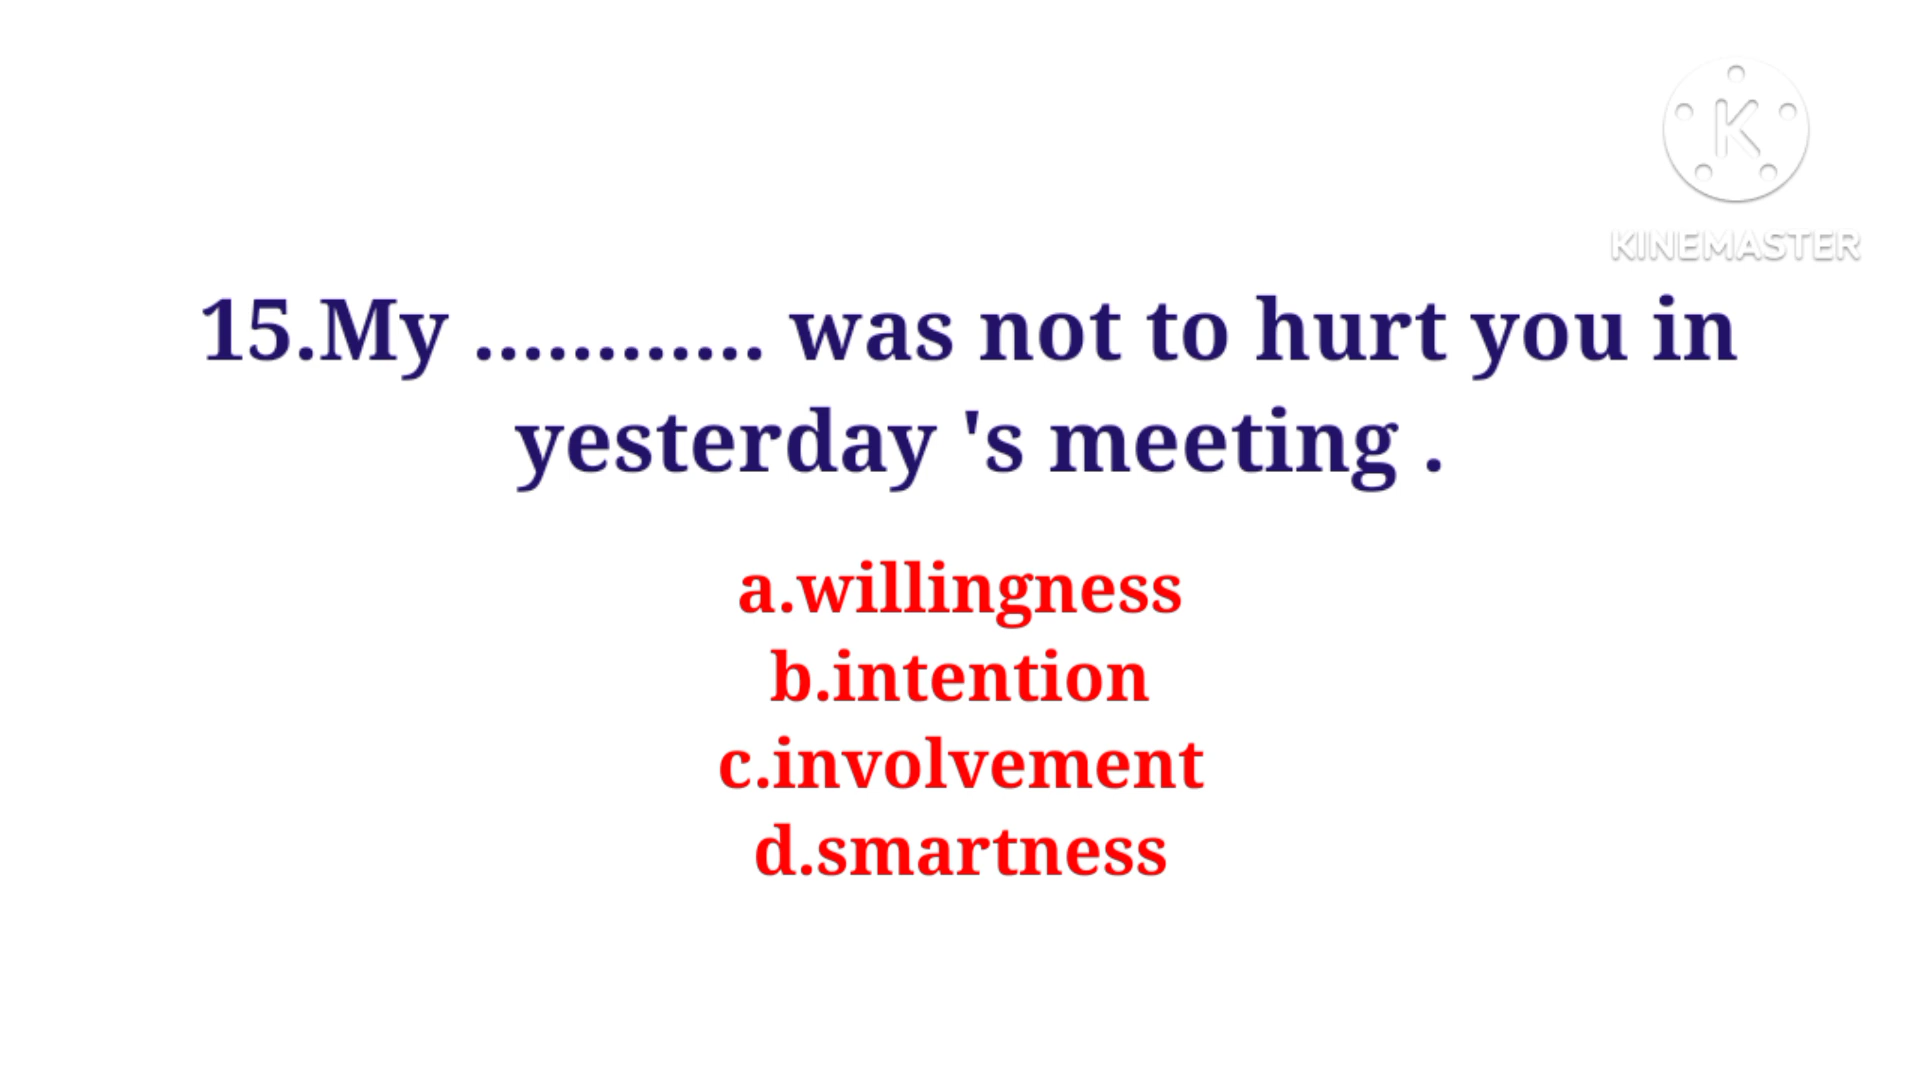 K
KINEMASTER
15.My ............ was not to hurt you in
yesterday 's meeting .
a.willingness
b.intention
c.involvement
d.smartness